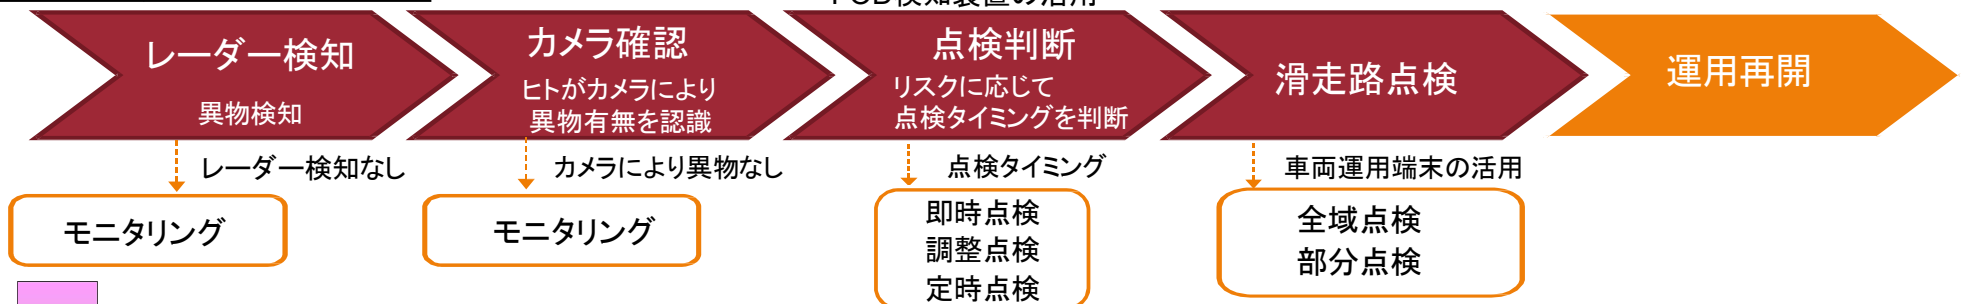 レーダー検知
異物検知
カメラ確認
ヒトがカメラにより
異物有無を認識
点検判断
リスクに応じて
点検タイミングを判断
滑走路点検
運用再開
レーダー検知なし
カメラにより異物なし
点検タイミング
車両運用端末の活用
モニタリング
モニタリング
即時点検
調整点検
定時点検
全域点検
部分点検